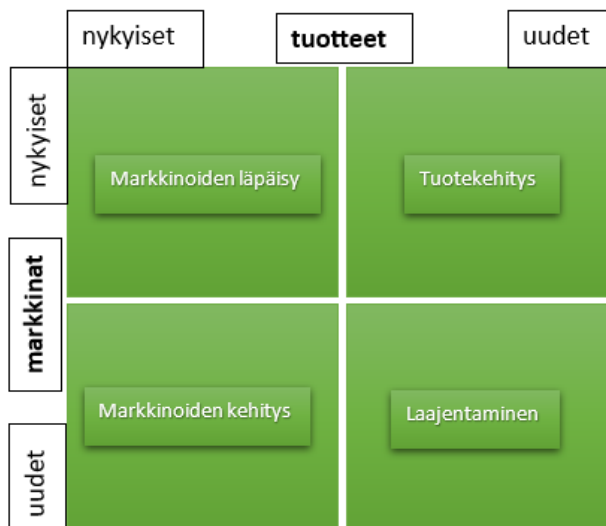 nykyiset
tuotteet
uudet
nykyiset
Markkinoiden läpäisy
Tuotekehitys
markkinat
Markkinoiden kehitys
Laajentaminen
uudet